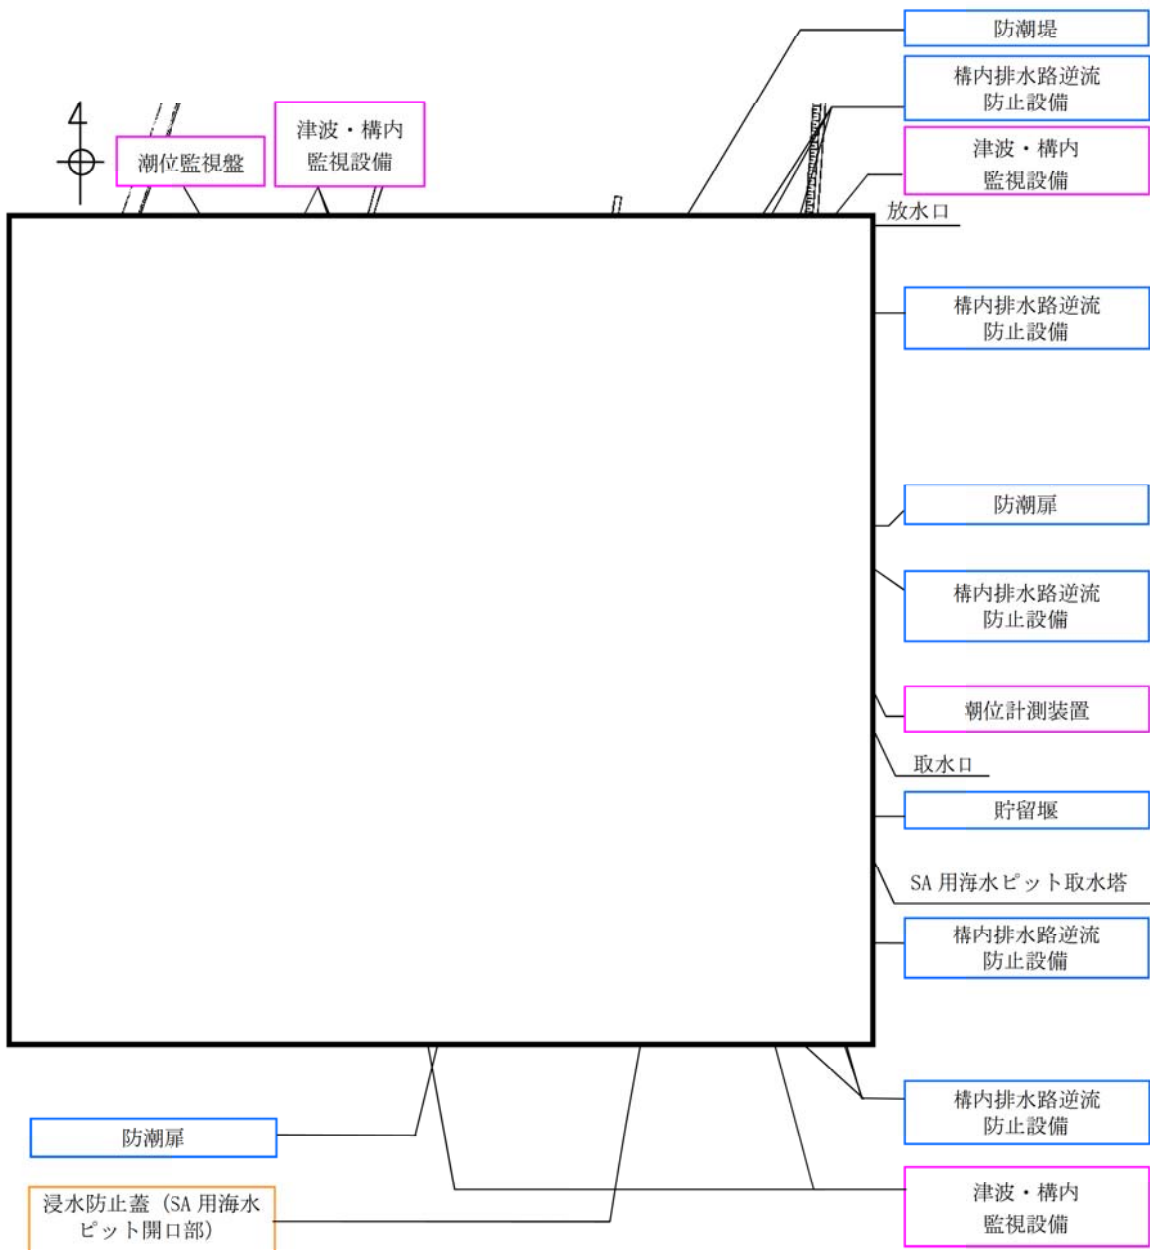 防潮堤
構内排水路逆流
防止設備
津波・構内
監視設備
潮位監視盤
津波・構内
監視設備
放水口
構内排水路逆流
防止設備
防潮扉
構内排水路逆流
防止設備
朝位計測装置
取水口
貯留堰
SA 用海水ピット取水塔
構内排水路逆流
防止設備
構内排水路逆流
防止設備
防潮扉
津波・構内
監視設備
浸水防止蓋（SA 用海水
ピット開口部）